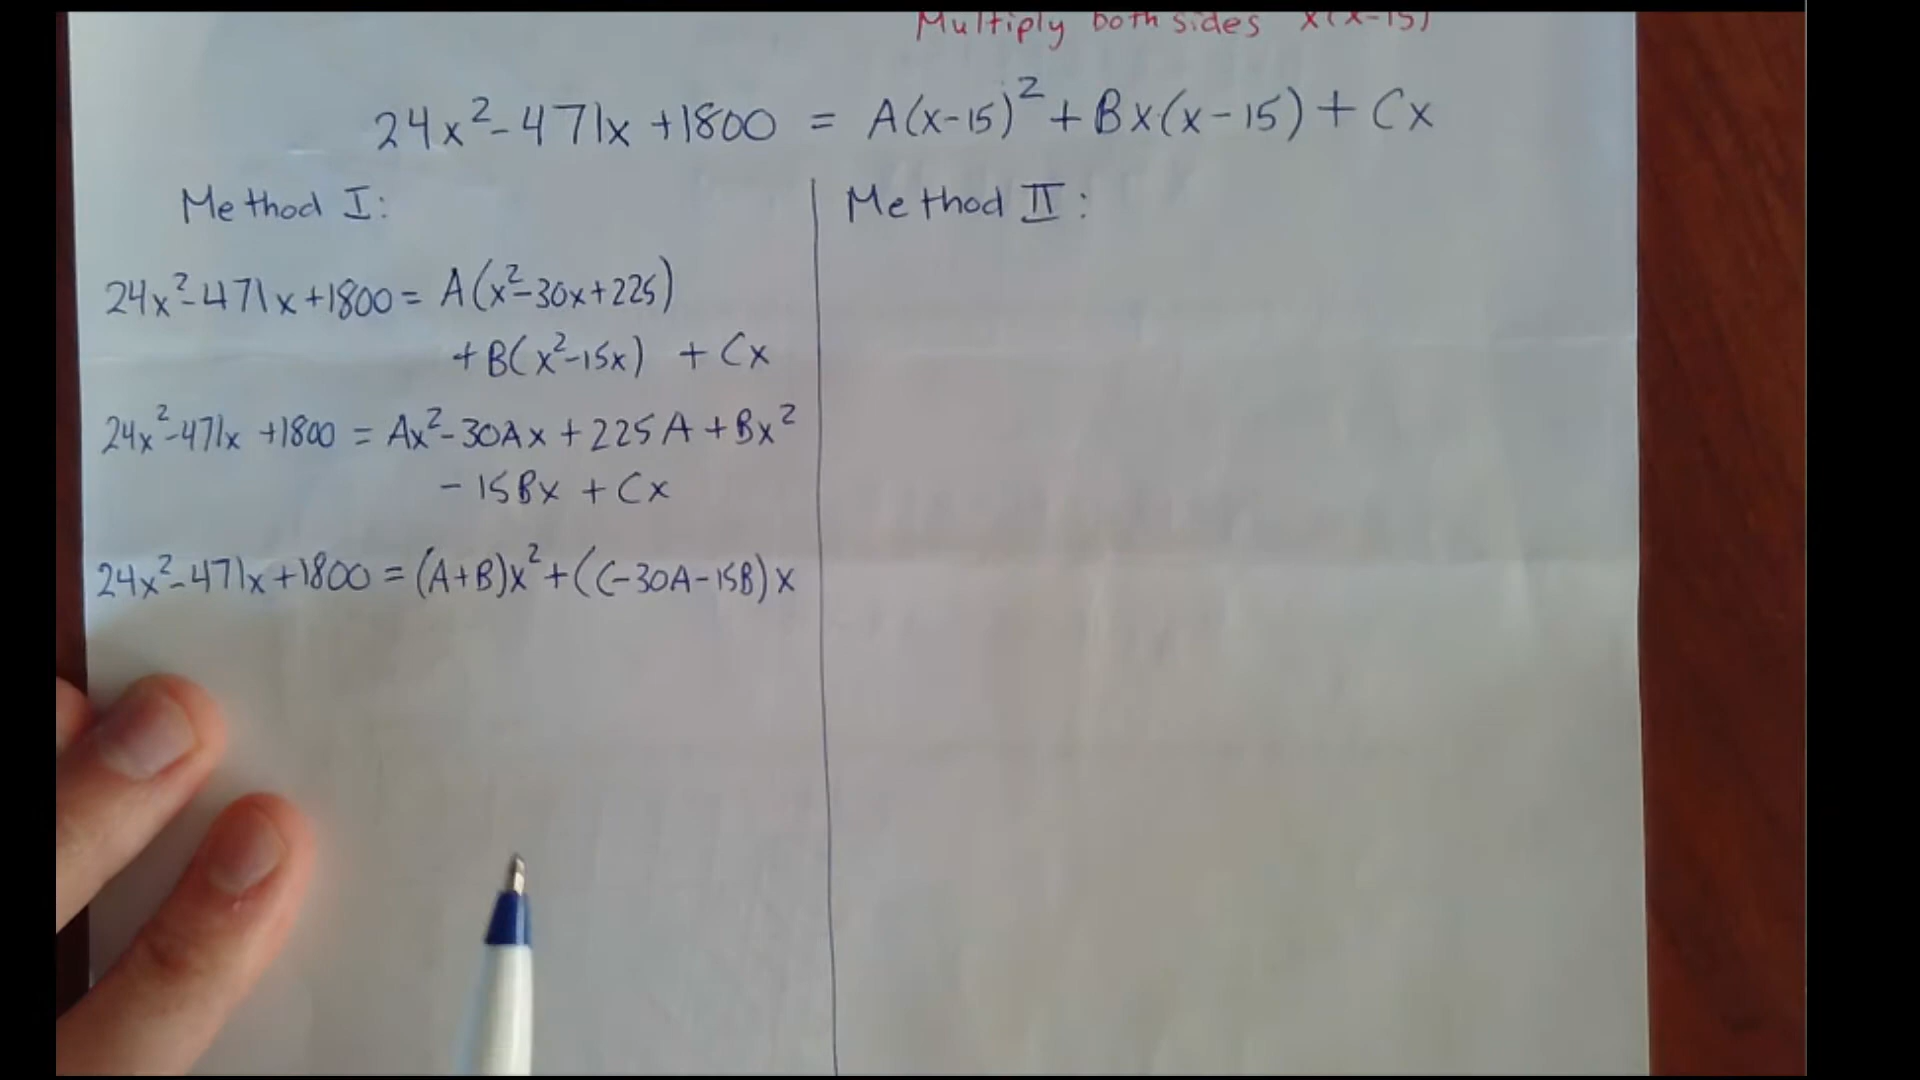 Multiply both sides x(x-15)
24x²-471x+1800 = A(x-15)²+Bx(x-15)+Cx
Method I:
24x²-471x+1800= A(x²-30x+225)
+B(x²-15x) + Cx
24x²-471x+1800 = Ax²-30Ax+225A+Bx²
-15Bx+Cx
24x²-471x+1800=(A+B)x²+(C-30A-15B)x
Method II: